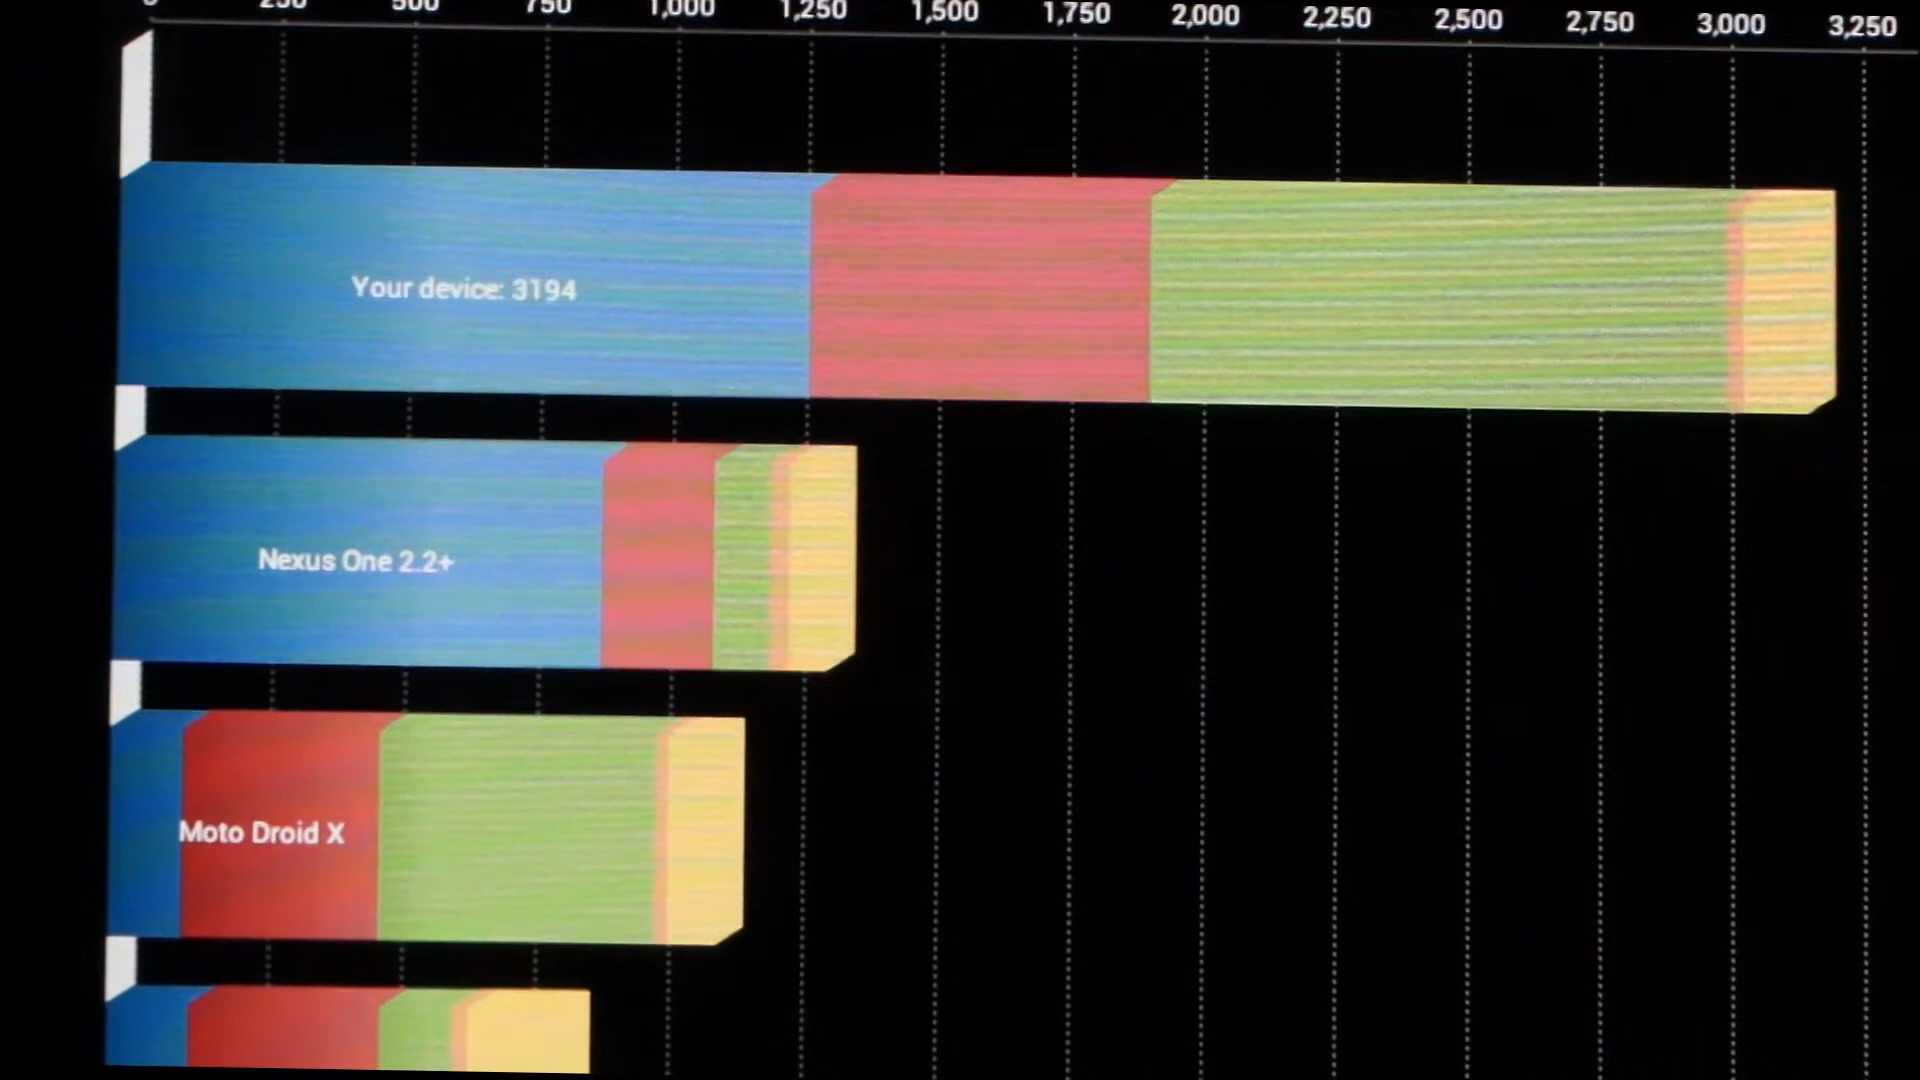 0 250 500 750 1,000 1,250 1,500 1,750 2,000 2,250 2,500 2,750 3,000 3,250
Your device: 3194
Nexus One 2.2+
Moto Droid X